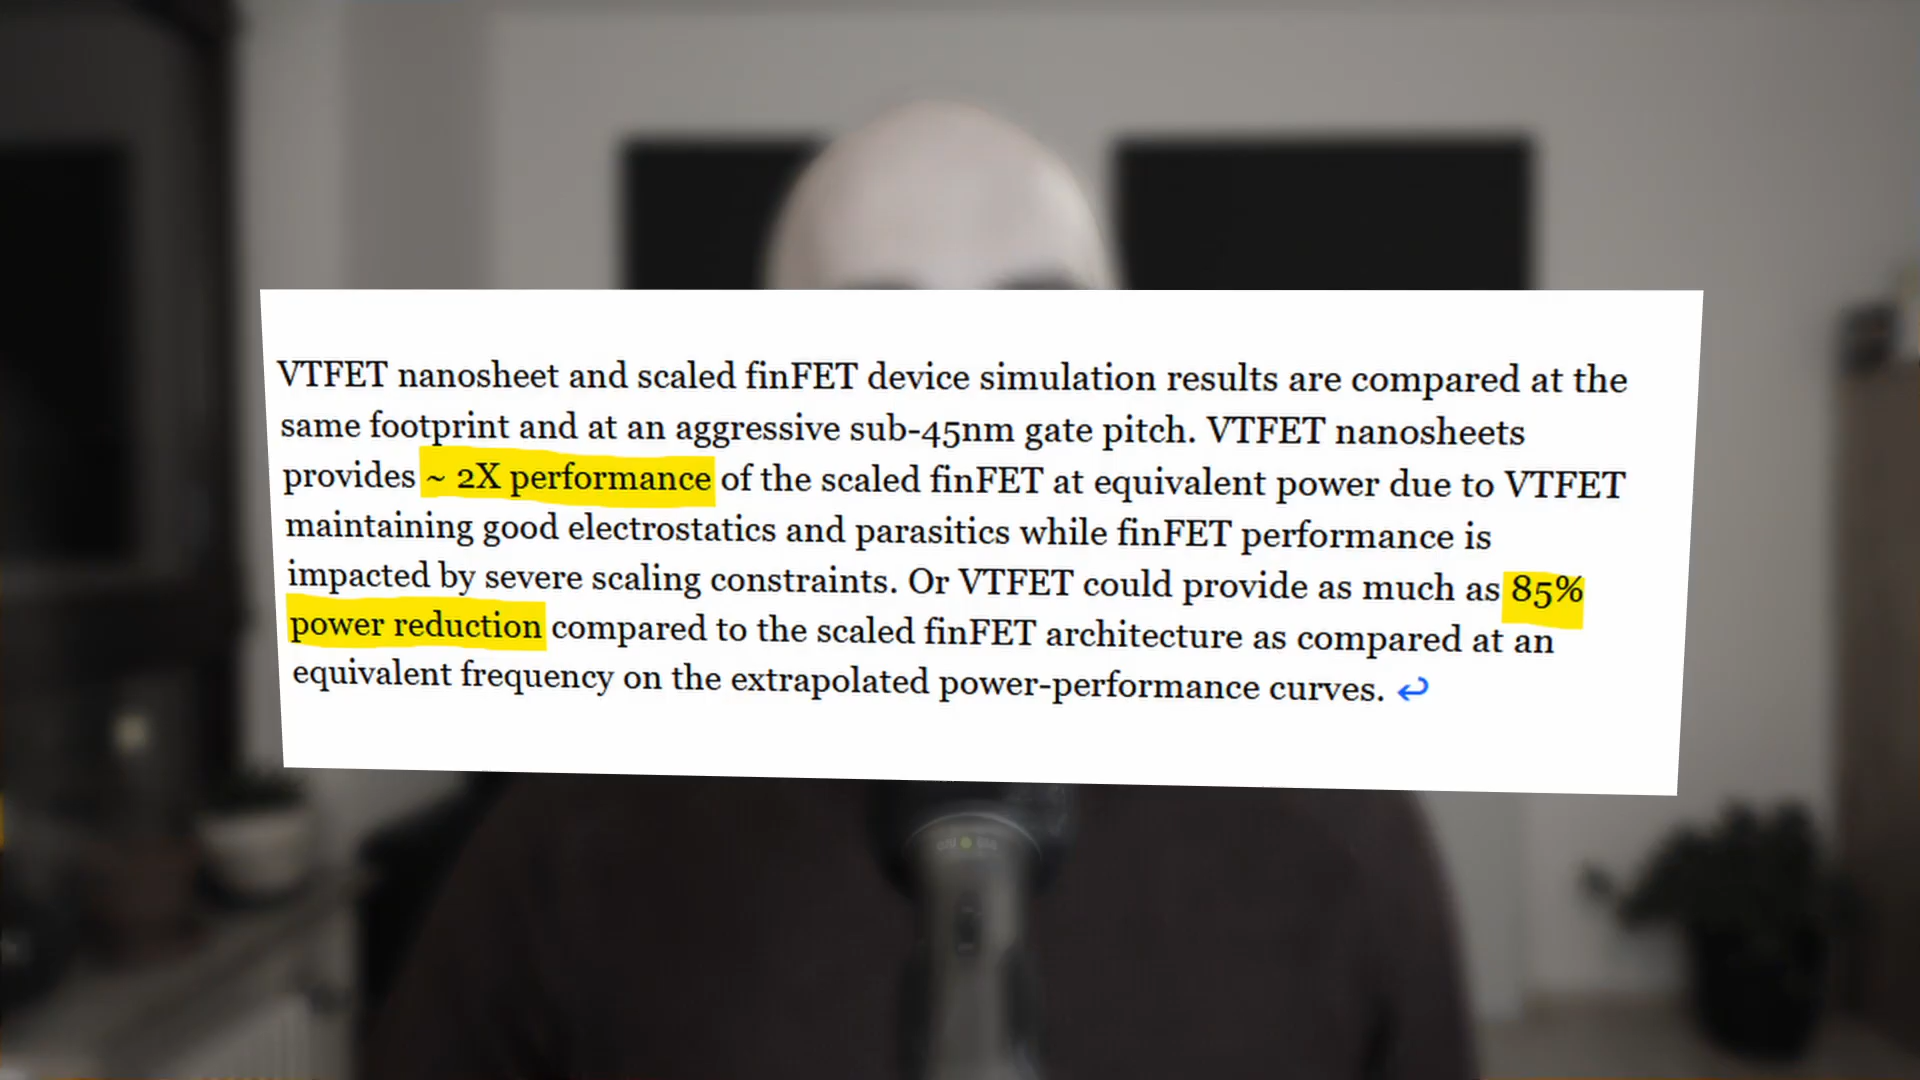 VTFET nanosheet and scaled finFET device simulation results are compared at the
same footprint and at an aggressive sub-45nm gate pitch. VTFET nanosheets
provides ~ 2X performance of the scaled finFET at equivalent power due to VTFET
maintaining good electrostatics and parasitics while finFET performance is
impacted by severe scaling constraints. Or VTFET could provide as much as 85%
power reduction compared to the scaled finFET architecture as compared at an
equivalent frequency on the extrapolated power-performance curves. ↩